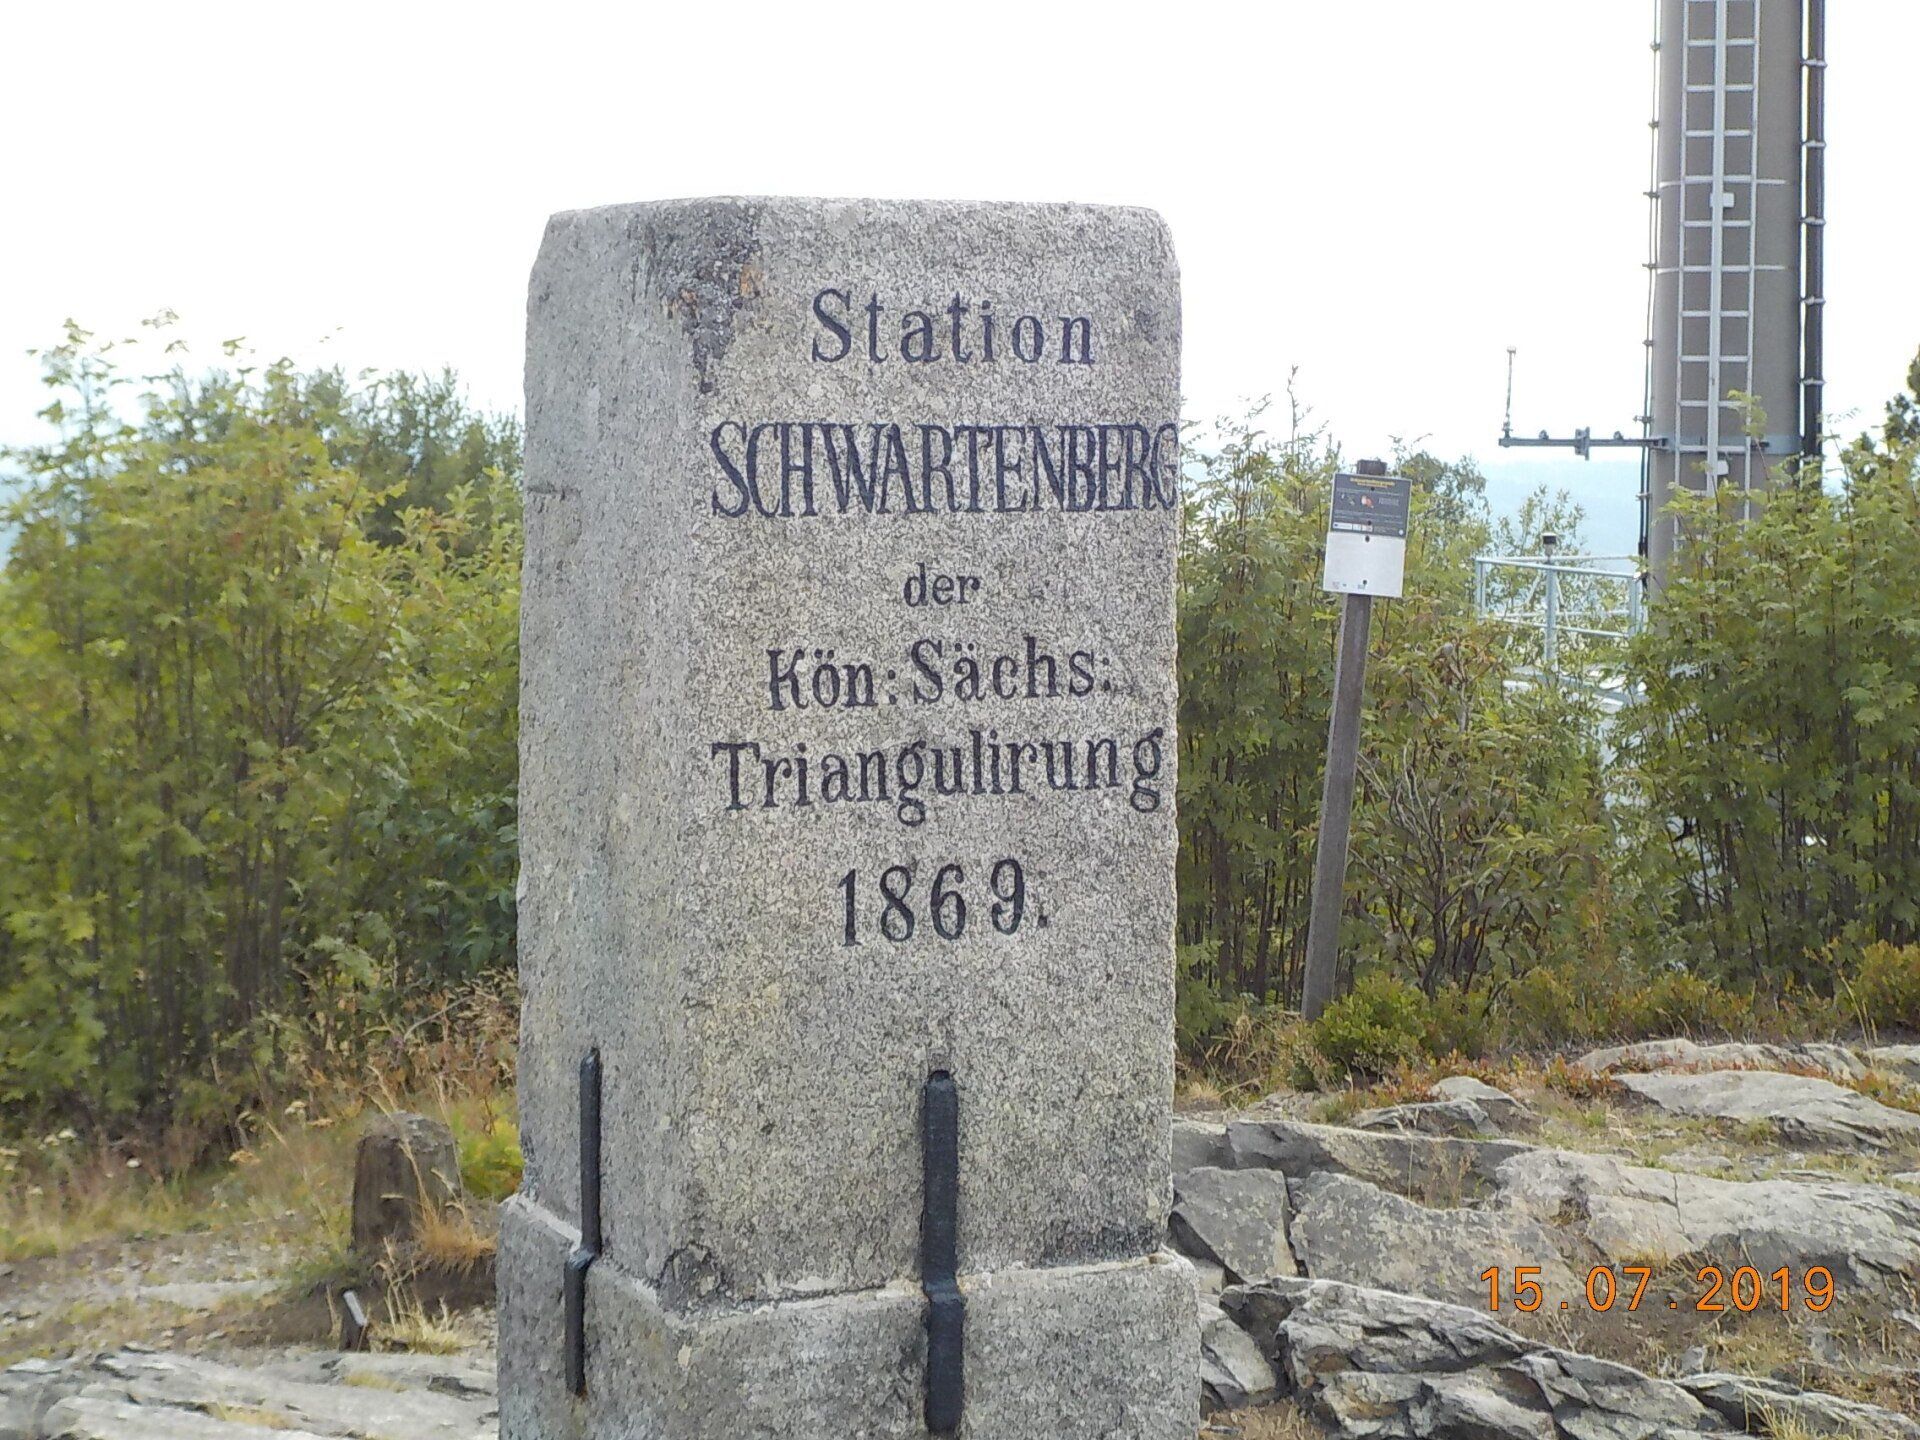 Station
SCHWARTENBERG
der
Kön: Sächs:
Triangulirung
1869.
15.07.2019